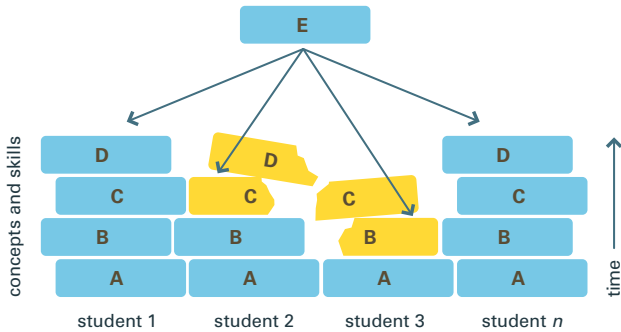 E
D
D
D
C
C
C
C
B
B
B
B
A
A
A
A
student 1
student 2
student 3
student n
concepts and skills
time